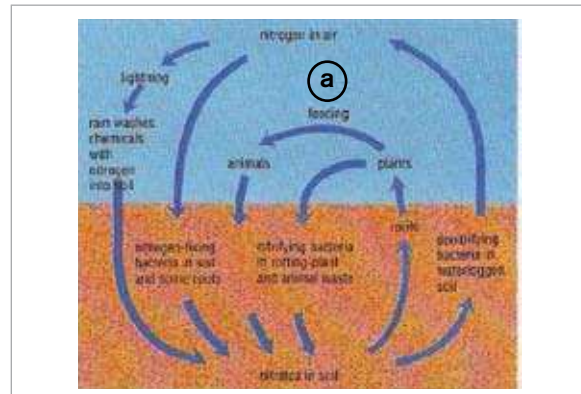 nitrogen in air
lightning
a
feeding
rain washes
chemicals
with
nitrogen
into soil
animals
plants
roots
nitrogen-fixing
bacteria in soil
and some roots
nitrifying bacteria
in rotting plant
and animal waste
denitrifying
bacteria in
waterlogged
soil
nitrates in soil